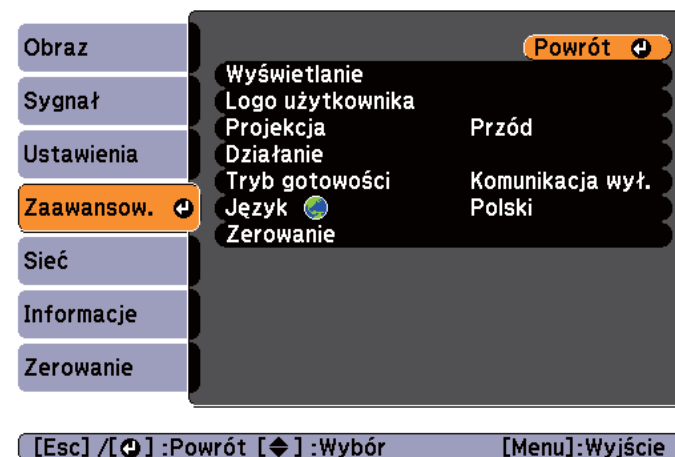 Obraz
Sygnał
Ustawienia
Zaawansow.
Sieć
Informacje
Zerowanie
Powrót
Wyświetlanie
Logo użytkownika
Projekcja Przód
Działanie
Tryb gotowości Komunikacja wył.
Język Polski
Zerowanie
[Esc] /[ ] :Powrót [ ] :Wybór [Menu]:Wyjście